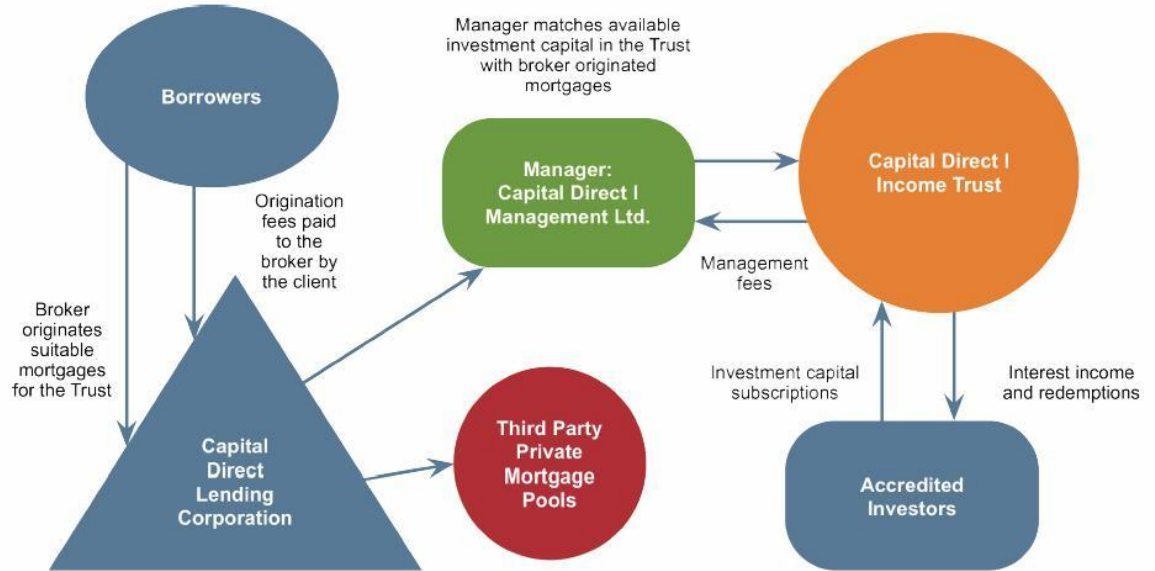 Borrowers
Manager matches available
investment capital in the Trust
with broker originated
mortgages
Manager:
Capital Direct I
Management Ltd.
Capital Direct I
Income Trust
Origination
fees paid
to the
broker by
the client
Management
fees
Broker
originates
suitable
mortgages
for the Trust
Investment capital
subscriptions
Interest income
and redemptions
Capital
Direct
Lending
Corporation
Third Party
Private
Mortgage
Pools
Accredited
Investors